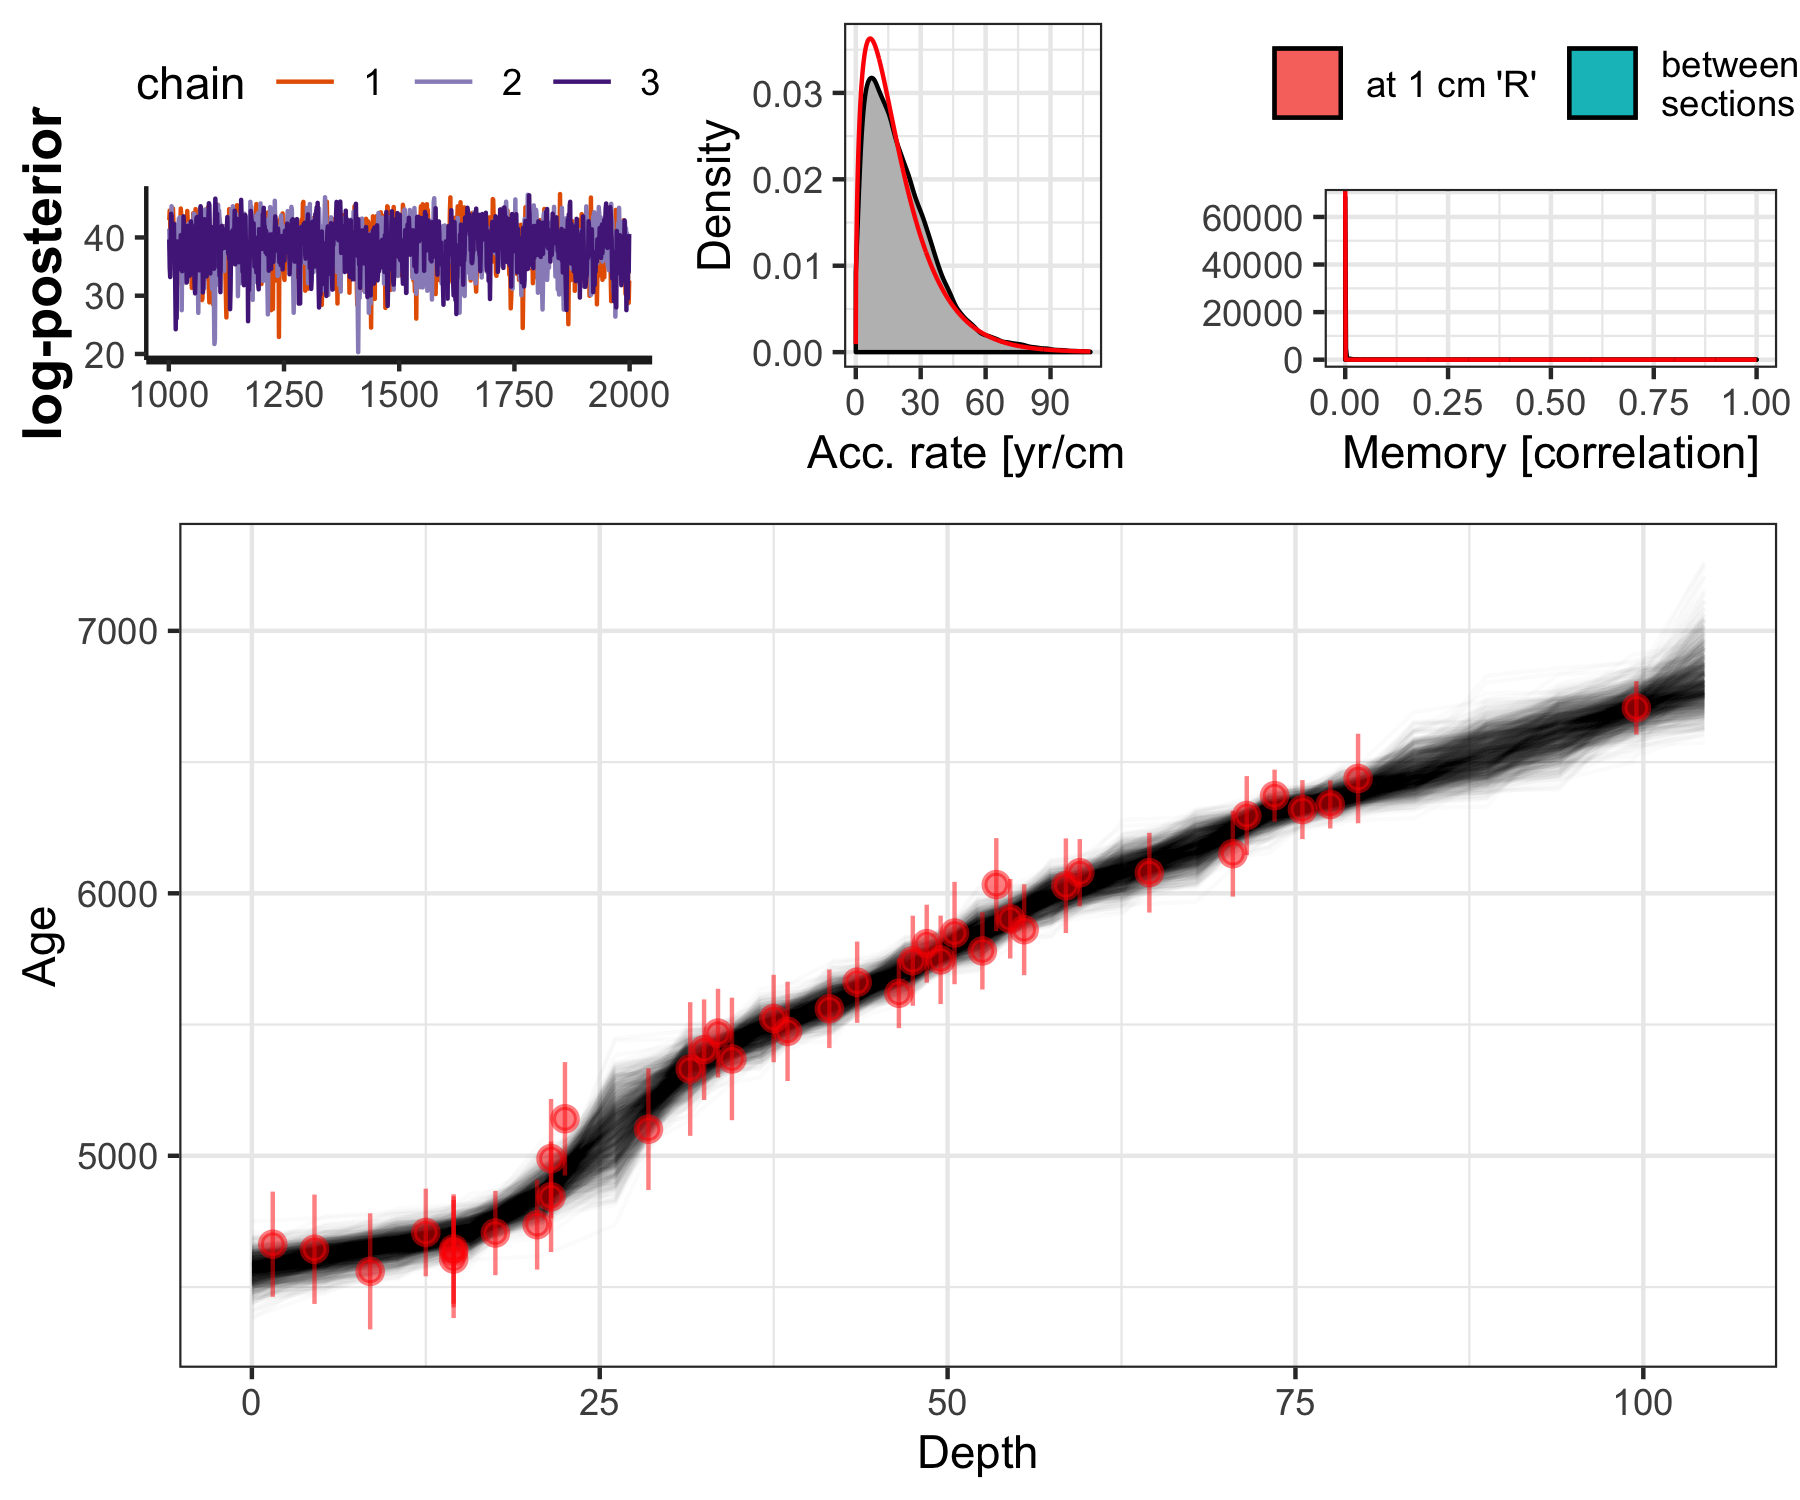 chain 1 2 3
log-posterior
40
30
20
1000 1250 1500 1750 2000
Density
0.03
0.02
0.01
0.00
0 30 60 90
Acc. rate [yr/cm
at 1 cm 'R' between
sections
60000
40000
20000
0
0.00 0.25 0.50 0.75 1.00
Memory [correlation]
Age
7000
6000
5000
0 25 50 75 100
Depth